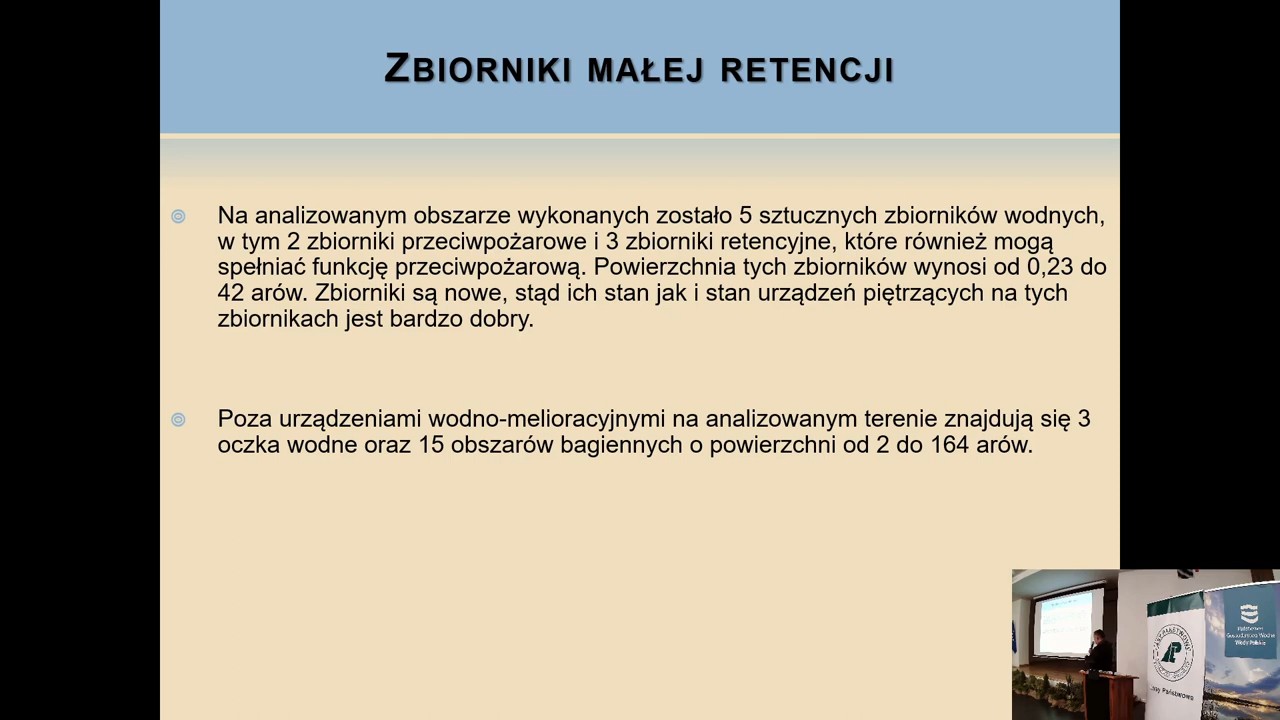 Zbiorniki małej retencji
Na analizowanym obszarze wykonanych zostało 5 sztucznych zbiorników wodnych,
w tym 2 zbiorniki przeciwpożarowe i 3 zbiorniki retencyjne, które również mogą
spełniać funkcję przeciwpożarową. Powierzchnia tych zbiorników wynosi od 0,23 do
42 arów. Zbiorniki są nowe, stąd ich stan jak i stan urządzeń piętrzących na tych
zbiornikach jest bardzo dobry.
Poza urządzeniami wodno-melioracyjnymi na analizowanym terenie znajdują się 3
oczka wodne oraz 15 obszarów bagiennych o powierzchni od 2 do 164 arów.
Wody Polskie